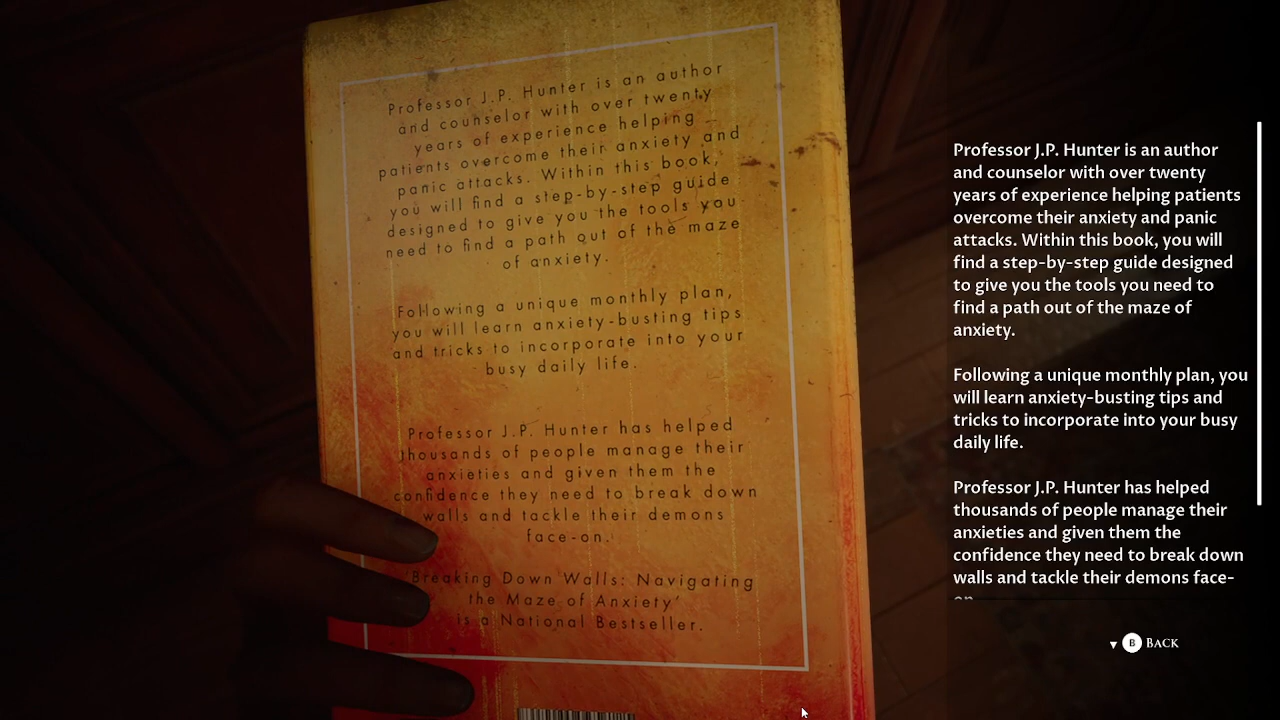 Professor J.P. Hunter is an author
and counselor with over twenty
years of experience helping
patients overcome their anxiety and
panic attacks. Within this book,
you will find a step-by-step guide
designed to give you the tools you
need to find a path out of the maze
of anxiety.
Following a unique monthly plan,
you will learn anxiety-busting tips
and tricks to incorporate into your
busy daily life.
Professor J.P. Hunter has helped
thousands of people manage their
anxieties and given them the
confidence they need to break down
walls and tackle their demons
face-on.
'Breaking Down Walls: Navigating
the Maze of Anxiety'
is a National Bestseller.
Professor J.P. Hunter is an author
and counselor with over twenty
years of experience helping patients
overcome their anxiety and panic
attacks. Within this book, you will
find a step-by-step guide designed
to give you the tools you need to
find a path out of the maze of
anxiety.
Following a unique monthly plan, you
will learn anxiety-busting tips and
tricks to incorporate into your busy
daily life.
Professor J.P. Hunter has helped
thousands of people manage their
anxieties and given them the
confidence they need to break down
walls and tackle their demons face-
B BACK